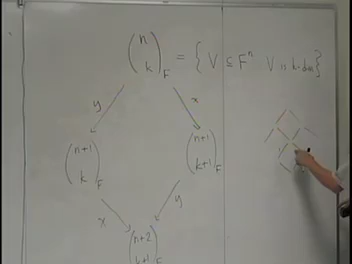 (n k)_F = { V ⊆ F^n V is k-dim }
y x
(n+1 k)_F (n+1 k+1)_F
x y
(n+2 k+1)_F